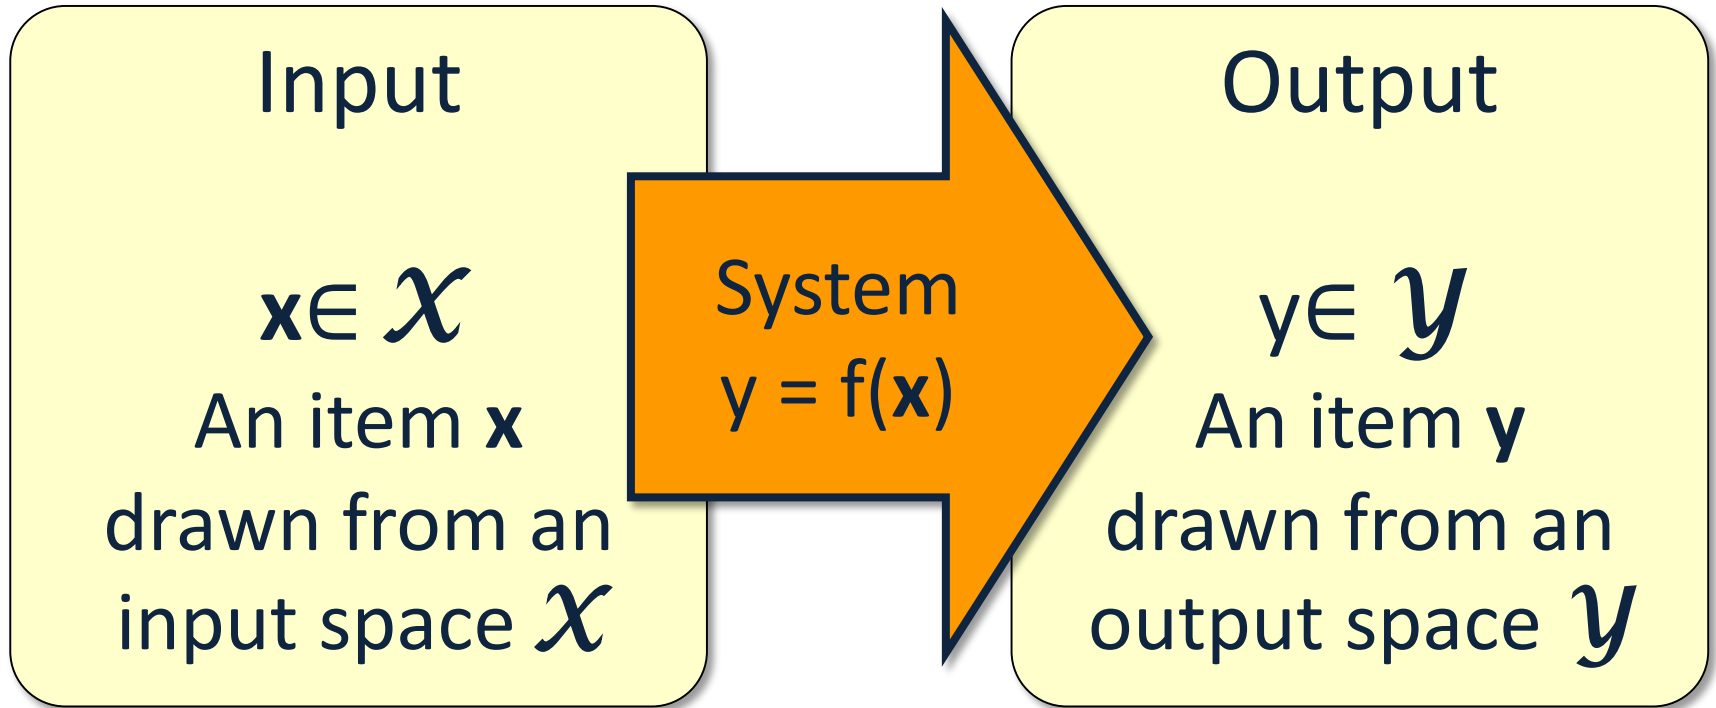 Input
x∈ 𝒳
An item x
drawn from an
input space 𝒳
System
y = f(x)
Output
y∈ 𝒴
An item y
drawn from an
output space 𝒴